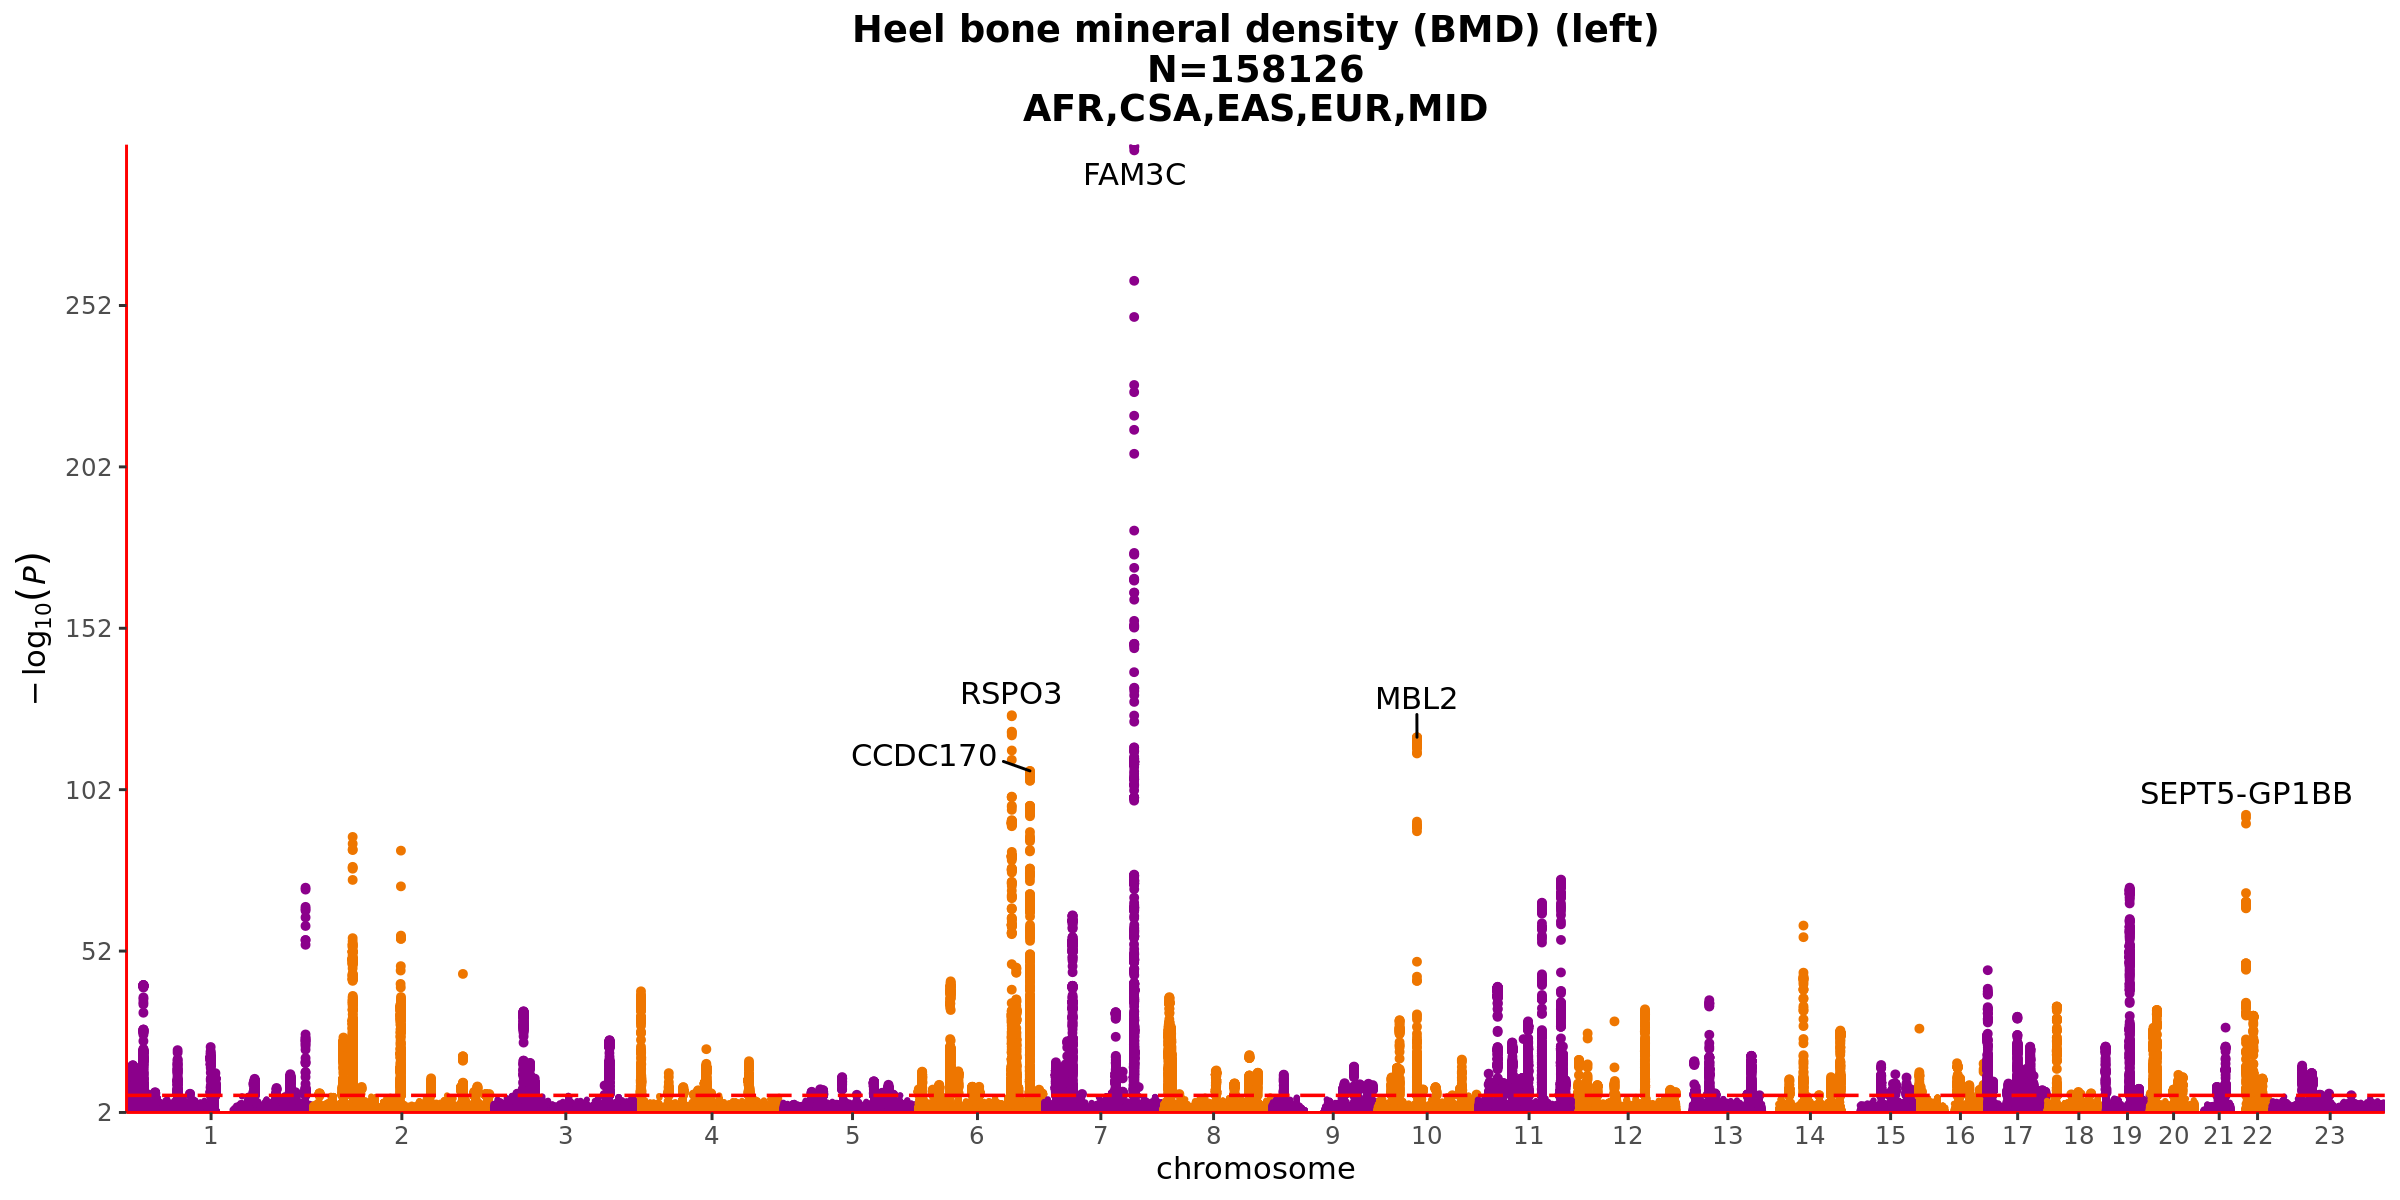 Heel bone mineral density (BMD) (left)
N=158126
AFR,CSA,EAS,EUR,MID
FAM3C
252
202
152
RSPO3
MBL2
CCDC170
102
SEPT5-GP1BB
52
2
−log10(P)
1 2 3 4 5 6 7 8 9 10 11 12 13 14 15 16 17 18 19 20 21 22 23
chromosome